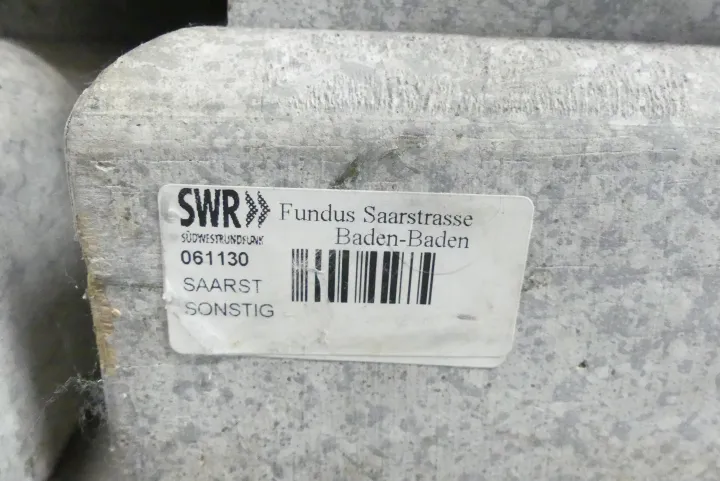 SWR Fundus Saarstrasse
SÜDWESTRUNDFUNK Baden-Baden
061130
SAARST
SONSTIG